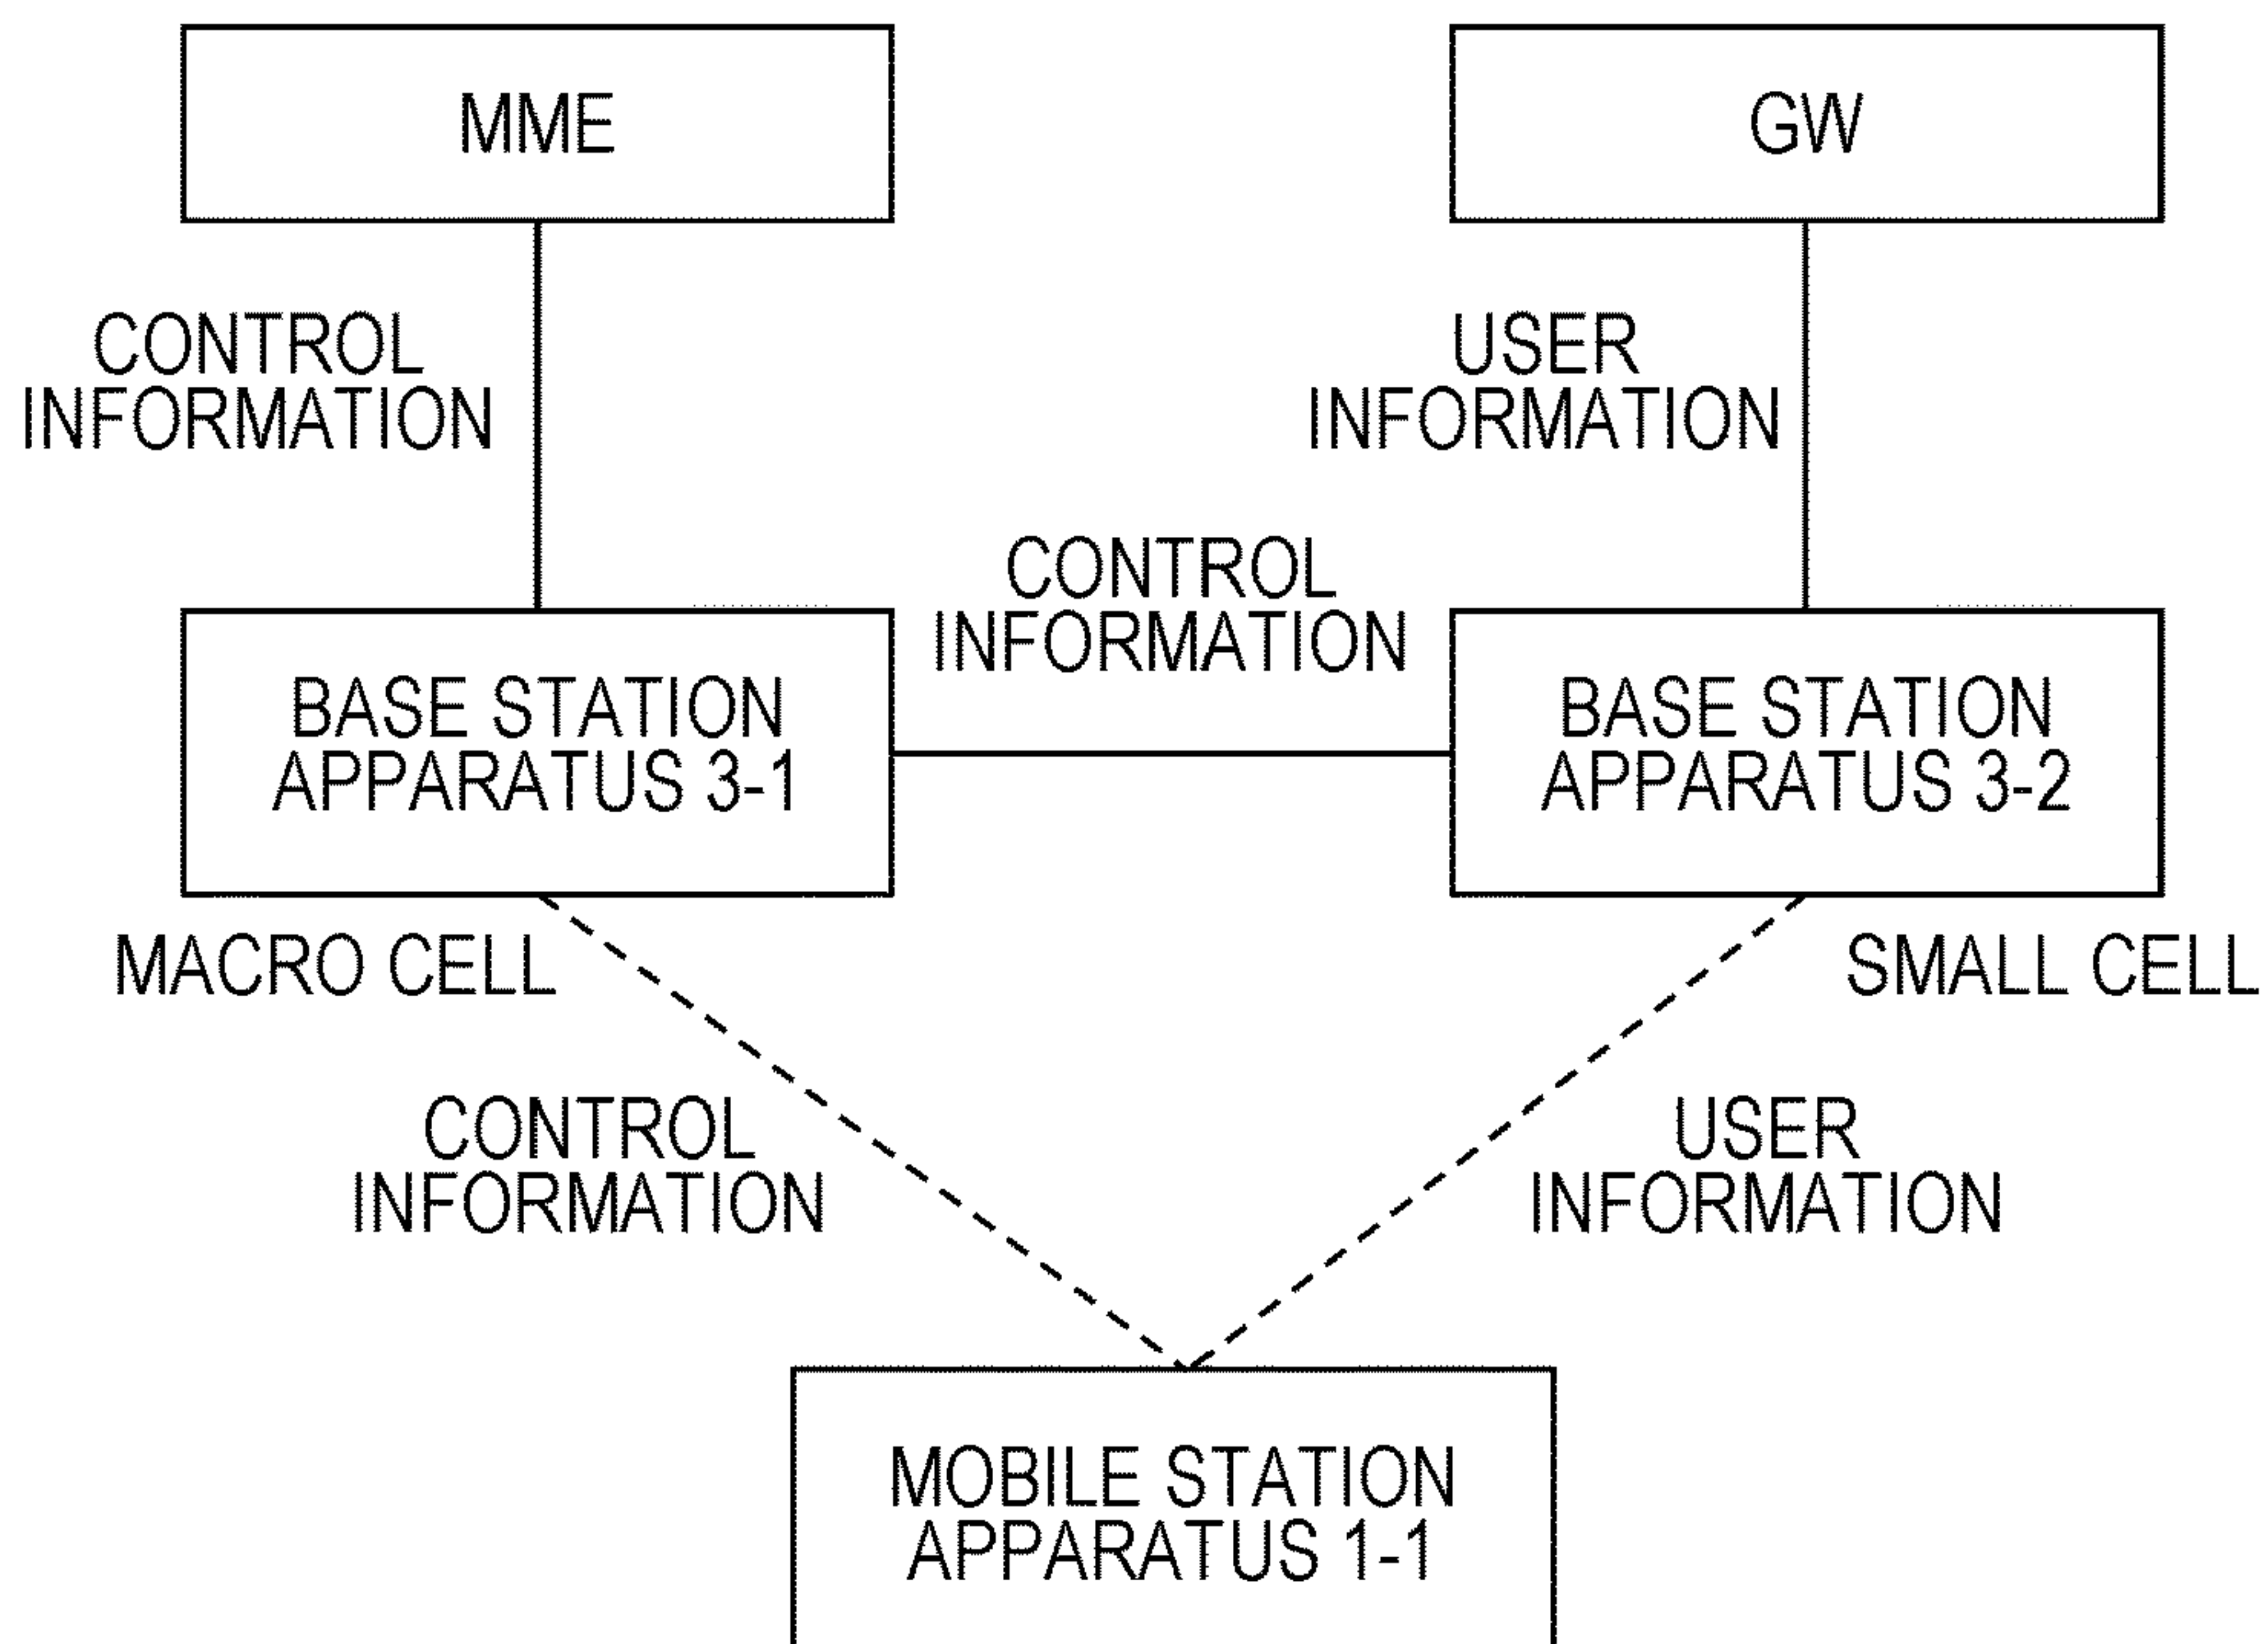 MME
GW
CONTROL
INFORMATION
USER
INFORMATION
CONTROL
INFORMATION
BASE STATION
APPARATUS 3-1
BASE STATION
APPARATUS 3-2
MACRO CELL
SMALL CELL
CONTROL
INFORMATION
USER
INFORMATION
MOBILE STATION
APPARATUS 1-1